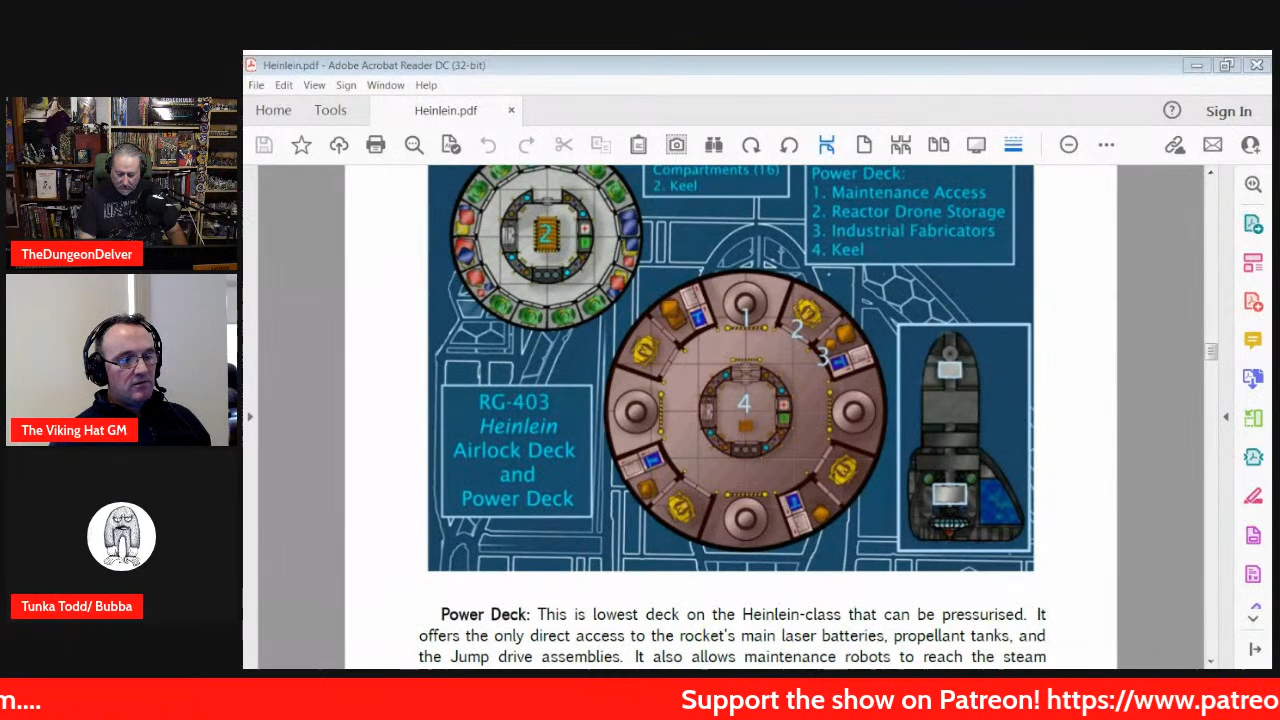 Heinlein.pdf - Adobe Acrobat Reader DC (32-bit)
File Edit View Sign Window Help
Home Tools Heinlein.pdf × Sign In
TheDungeonDelver
The Viking Hat GM
Tunka Todd/ Bubba
Compartments (16)
2. Keel
Power Deck:
1. Maintenance Access
2. Reactor Drone Storage
3. Industrial Fabricators
4. Keel
2
1
2
3
4
RG-403
Heinlein
Airlock Deck
and
Power Deck
Power Deck: This is lowest deck on the Heinlein-class that can be pressurised. It
offers the only direct access to the rocket's main laser batteries, propellant tanks, and
the Jump drive assemblies. It also allows maintenance robots to reach the steam
m.... Support the show on Patreon! https://www.patreo